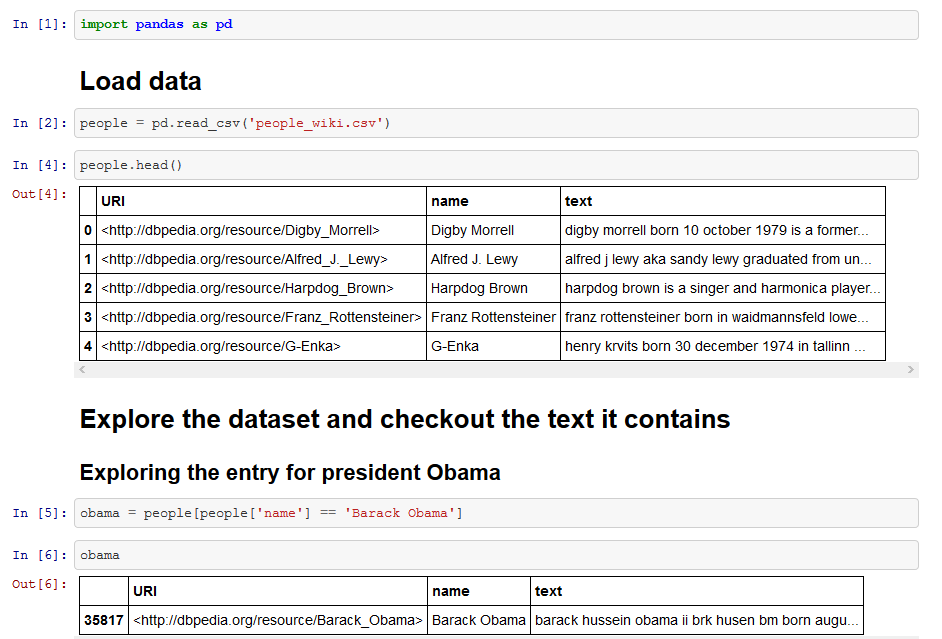 In [1]: import pandas as pd
Load data
In [2]: people = pd.read_csv('people_wiki.csv')
In [4]: people.head()
Out[4]:
URI name text
0 <http://dbpedia.org/resource/Digby_Morrell> Digby Morrell digby morrell born 10 october 1979 is a former...
1 <http://dbpedia.org/resource/Alfred_J._Lewy> Alfred J. Lewy alfred j lewy aka sandy lewy graduated from un...
2 <http://dbpedia.org/resource/Harpdog_Brown> Harpdog Brown harpdog brown is a singer and harmonica player...
3 <http://dbpedia.org/resource/Franz_Rottensteiner> Franz Rottensteiner franz rottensteiner born in waidmannsfeld lowe...
4 <http://dbpedia.org/resource/G-Enka> G-Enka henry krvits born 30 december 1974 in tallinn ...
Explore the dataset and checkout the text it contains
Exploring the entry for president Obama
In [5]: obama = people[people['name'] == 'Barack Obama']
In [6]: obama
Out[6]:
URI name text
35817 <http://dbpedia.org/resource/Barack_Obama> Barack Obama barack hussein obama ii brk husen bm born augu...